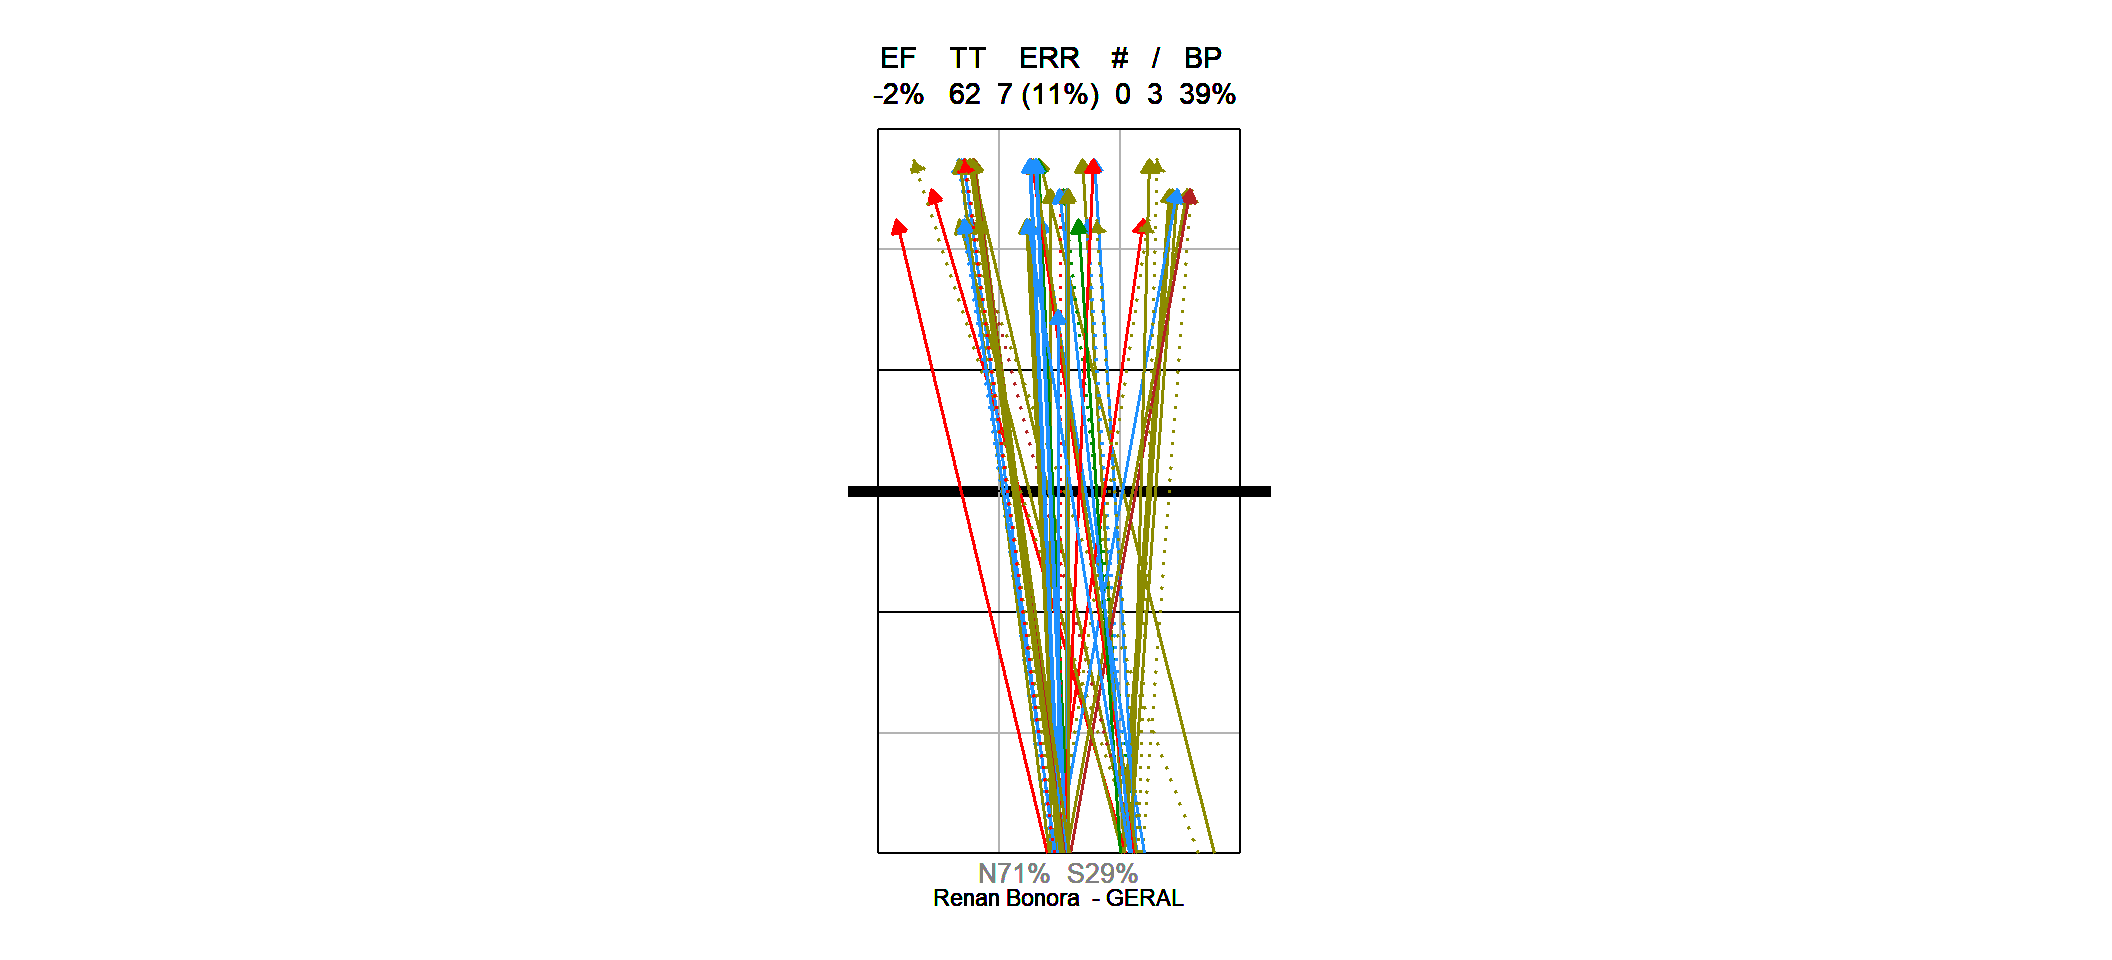 EF TT ERR # / BP
-2% 62 7 (11%) 0 3 39%
N71% S29%
Renan Bonora - GERAL